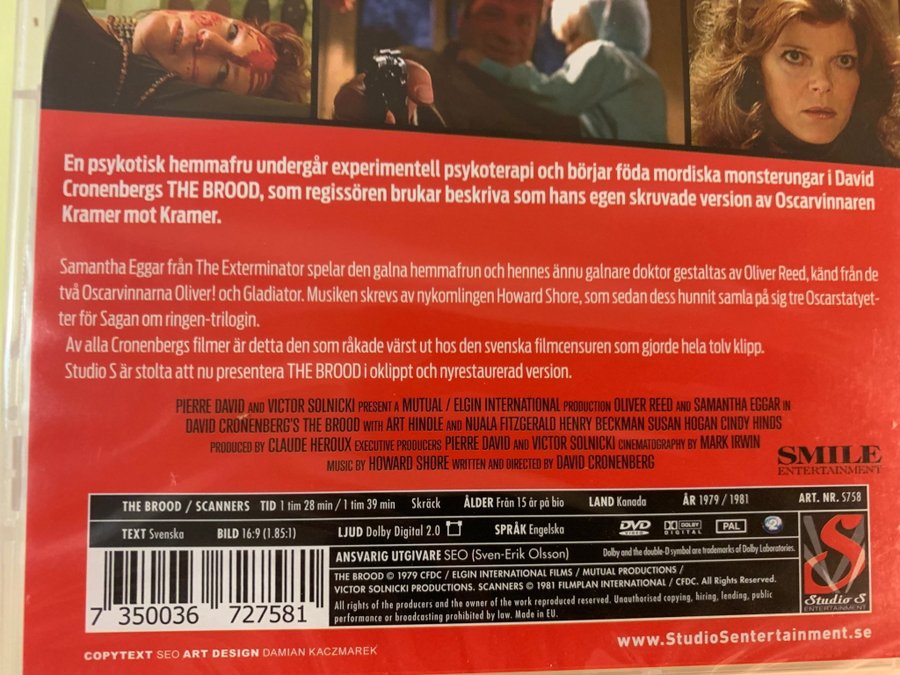 En psykotisk hemmafru undergår experimentell psykoterapi och börjar föda mordiska monsterungar i David
Cronenbergs THE BROOD, som regissören brukar beskriva som hans egen skruvade version av Oscarvinnaren
Kramer mot Kramer.
Samantha Eggar från The Exterminator spelar den galna hemmafrun och hennes ännu galnare doktor gestaltas av Oliver Reed, känd från de
två Oscarvinnarna Oliver! och Gladiator. Musiken skrevs av nykomlingen Howard Shore, som sedan dess hunnit samla på sig tre Oscarstatyet-
ter för Sagan om ringen-trilogin.
Av alla Cronenbergs filmer är detta den som råkade värst ut hos den svenska filmcensuren som gjorde hela tolv klipp.
Studio S är stolta att nu presentera THE BROOD i oklippt och nyrestaurerad version.
PIERRE DAVID AND VICTOR SOLNICKI PRESENT A MUTUAL / ELGIN INTERNATIONAL PRODUCTION OLIVER REED AND SAMANTHA EGGAR IN
DAVID CRONENBERG'S THE BROOD WITH ART HINDLE AND NUALA FITZGERALD HENRY BECKMAN SUSAN HOGAN CINDY HINDS
PRODUCED BY CLAUDE HEROUX EXECUTIVE PRODUCERS PIERRE DAVID AND VICTOR SOLNICKI CINEMATOGRAPHY BY MARK IRWIN
MUSIC BY HOWARD SHORE WRITTEN AND DIRECTED BY DAVID CRONENBERG
SMILE
ENTERTAINMENT
THE BROOD / SCANNERS TID 1 tim 28 min / 1 tim 39 min Skräck ÅLDER Från 15 år på bio LAND Kanada ÅR 1979 / 1981 ART. NR. S758
TEXT Svenska BILD 16:9 (1.85:1) LJUD Dolby Digital 2.0 SPRÅK Engelska DVD VIDEO DOLBY DIGITAL PAL 2
ANSVARIG UTGIVARE SEO (Sven-Erik Olsson) Dolby and the double-D symbol are trademarks of Dolby Laboratories.
THE BROOD © 1979 CFDC / ELGIN INTERNATIONAL FILMS / MUTUAL PRODUCTIONS /
VICTOR SOLNICKI PRODUCTIONS. SCANNERS © 1981 FILMPLAN INTERNATIONAL / CFDC. All Rights Reserved.
All rights of the producers and the owner of the work reproduced reserved. Unauthorised copying, hiring, lending, public
performance or broadcasting prohibited by low. Made in EU.
S
Studio S
ENTERTAINMENT
7 350036 727581
www.StudioSentertainment.se
COPYTEXT SEO ART DESIGN DAMIAN KACZMAREK